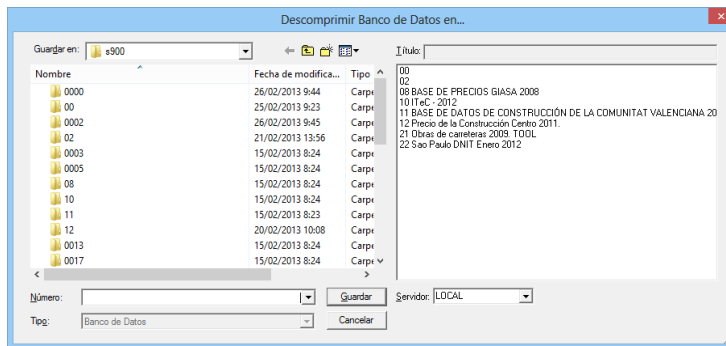 Descomprimir Banco de Datos en...
x
Guardar en: s900
Título:
Nombre Fecha de modifica... Tipo
0000 26/02/2013 9:44 Carpe
00 25/02/2013 9:23 Carpe
0002 26/02/2013 9:45 Carpe
02 21/02/2013 13:56 Carpe
0003 15/02/2013 8:24 Carpe
0005 15/02/2013 8:24 Carpe
08 15/02/2013 8:24 Carpe
10 15/02/2013 8:24 Carpe
11 15/02/2013 8:23 Carpe
12 20/02/2013 10:08 Carpe
0013 15/02/2013 8:24 Carpe
0017 15/02/2013 8:24 Carpe
00
02
08 BASE DE PRECIOS GIASA 2008
10 ITeC - 2012
11 BASE DE DATOS DE CONSTRUCCIÓN DE LA COMUNITAT VALENCIANA 20
12 Precio de la Construcción Centro 2011.
21 Obras de carreteras 2009. TOOL
22 Sao Paulo DNIT Enero 2012
Número: Guardar
Servidor: LOCAL
Tipo: Banco de Datos Cancelar